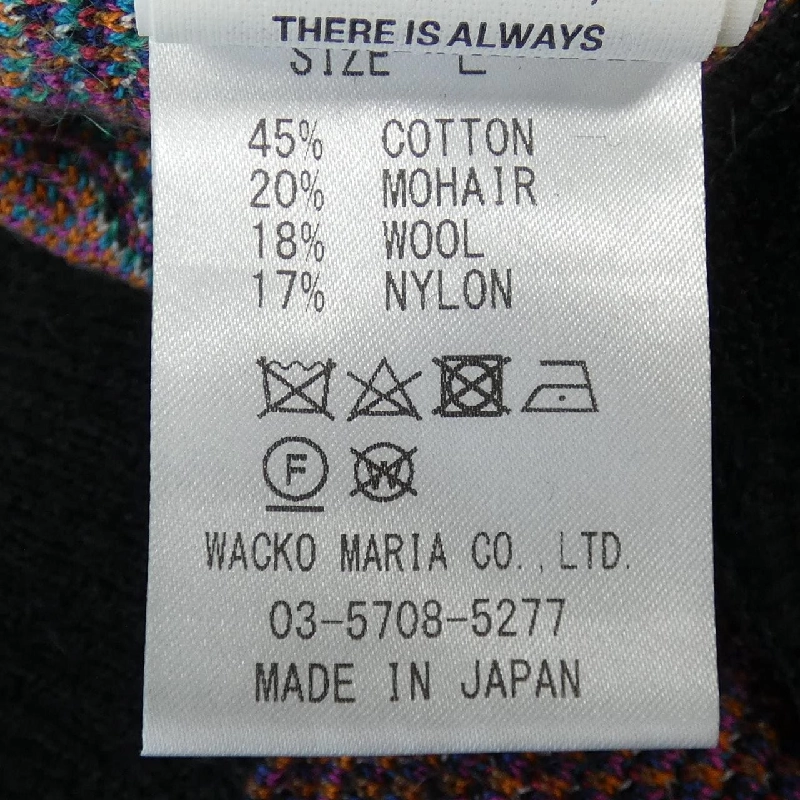 THERE IS ALWAYS
SIZE L
45% COTTON
20% MOHAIR
18% WOOL
17% NYLON
F
W
WACKO MARIA CO.,LTD.
03-5708-5277
MADE IN JAPAN